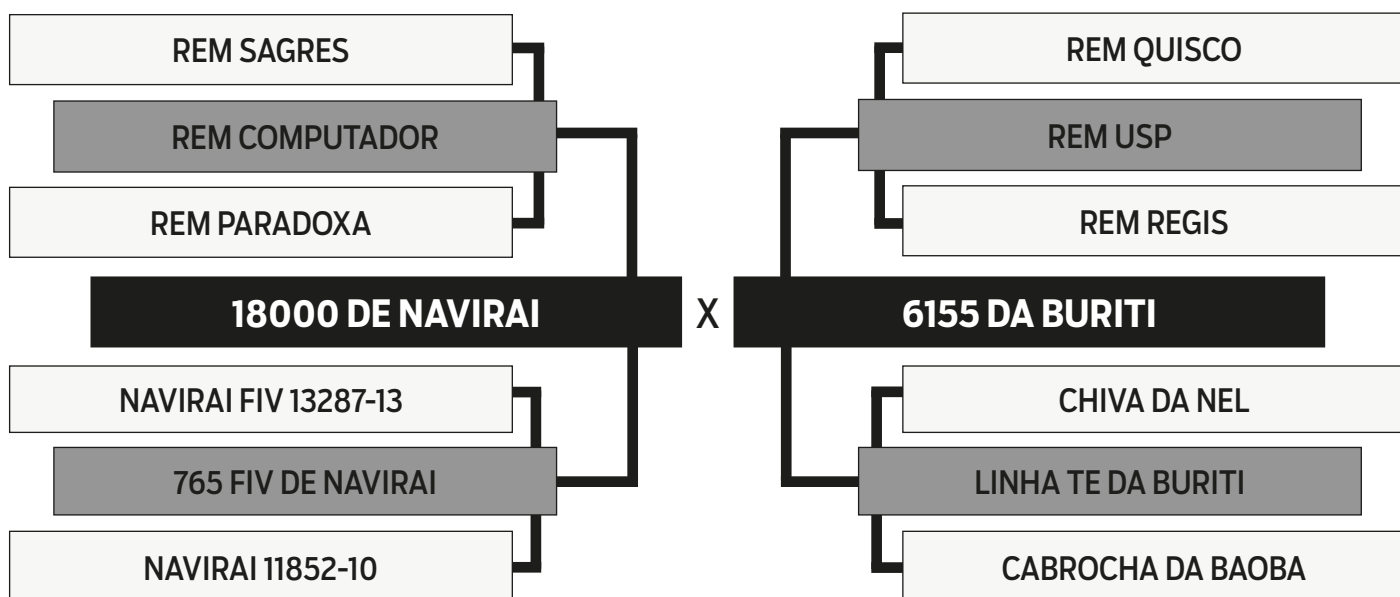 REM SAGRES
REM COMPUTADOR
REM PARADOXA
18000 DE NAVIRAI
NAVIRAI FIV 13287-13
765 FIV DE NAVIRAI
NAVIRAI 11852-10
X
REM QUISCO
REM USP
REM REGIS
6155 DA BURITI
CHIVA DA NEL
LINHA TE DA BURITI
CABROCHA DA BAOBA